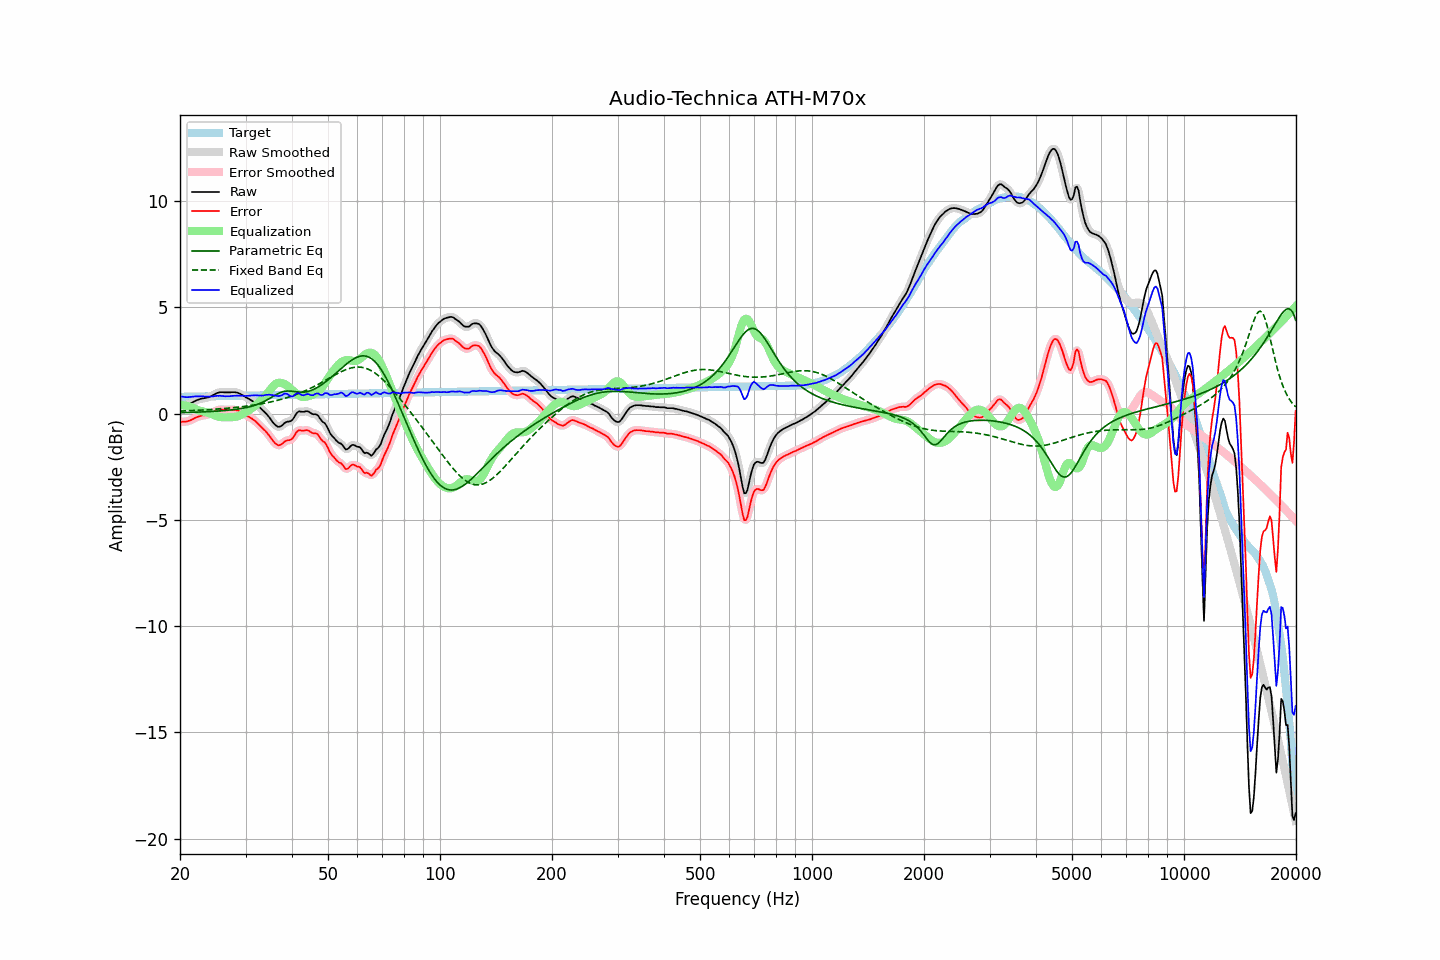 Audio-Technica ATH-M70x
Target
Raw Smoothed
Error Smoothed
Raw
Error
Equalization
Parametric Eq
Fixed Band Eq
Equalized
Amplitude (dBr)
10
5
0
−5
−10
−15
−20
20 50 100 200 500 1000 2000 5000 10000 20000
Frequency (Hz)